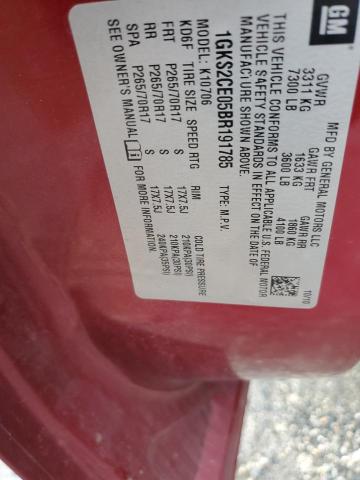 GM
MFD BY GENERAL MOTORS LLC 10/10
GVWR GAWR FRT GAWR RR
3311 KG 1633 KG 1860 KG
7300 LB 3600 LB 4100 LB
THIS VEHICLE CONFORMS TO ALL APPLICABLE U.S. FEDERAL MOTOR
VEHICLE SAFETY STANDARDS IN EFFECT ON THE DATE OF
MANUFACTURE SHOWN ABOVE.
1GKS2CE05BR191785 TYPE: M.P.V.
MODEL: K10706
KD6F TIRE SIZE SPEED RTG RIM COLD TIRE PRESSURE
FRT P265/70R17 S 17X7.5J 210KPA(30PSI)
RR P265/70R17 S 17X7.5J 210KPA(30PSI)
SPA P265/70R17 S 17X7.5J 240KPA(35PSI)
SEE OWNER'S MANUAL